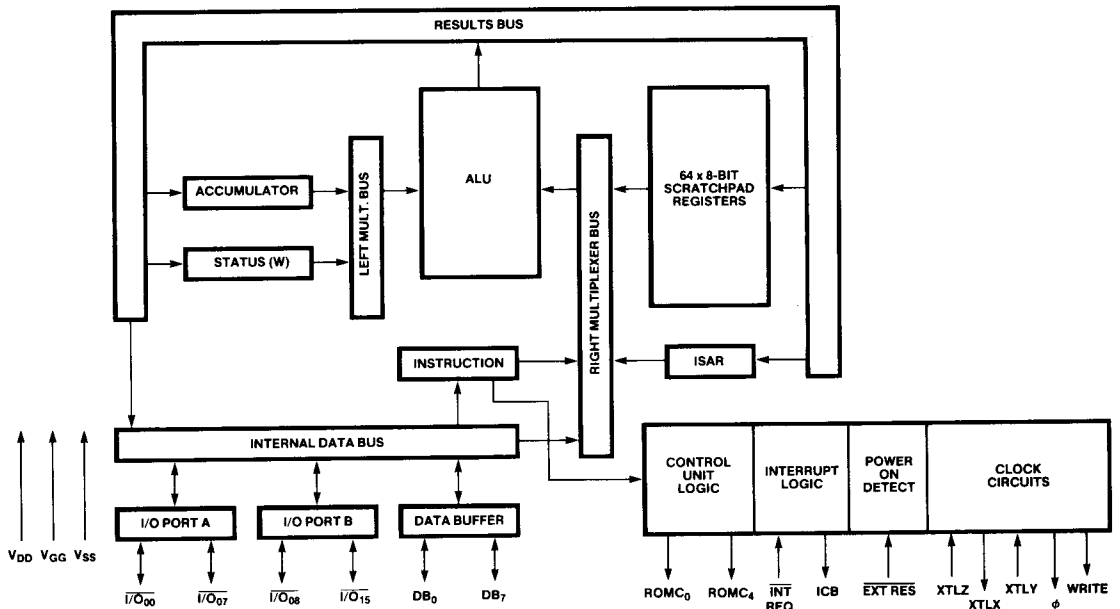 RESULTS BUS
ALU
64 x 8-BIT
SCRATCHPAD
REGISTERS
ACCUMULATOR
LEFT MULT. BUS
RIGHT MULTIPLEXER BUS
STATUS (W)
INSTRUCTION
ISAR
INTERNAL DATA BUS
CONTROL
UNIT
LOGIC
INTERRUPT
LOGIC
POWER
ON
DETECT
CLOCK
CIRCUITS
I/O PORT A
I/O PORT B
DATA BUFFER
VDD
VGG
VSS
I/O00
I/O07
I/O08
I/O15
DB0
DB7
ROMC0
ROMC4
INT
REQ
ICB
EXT RES
XTLZ
XTLX
XTLY
ϕ
WRITE